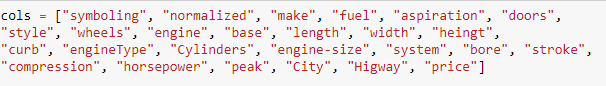 cols = ["symboling", "normalized", "make", "fuel", "aspiration", "doors",
"style", "wheels", "engine", "base", "length", "width", "heingt",
"curb", "engineType", "Cylinders", "engine-size", "system", "bore", "stroke",
"compression", "horsepower", "peak", "City", "Higway", "price"]